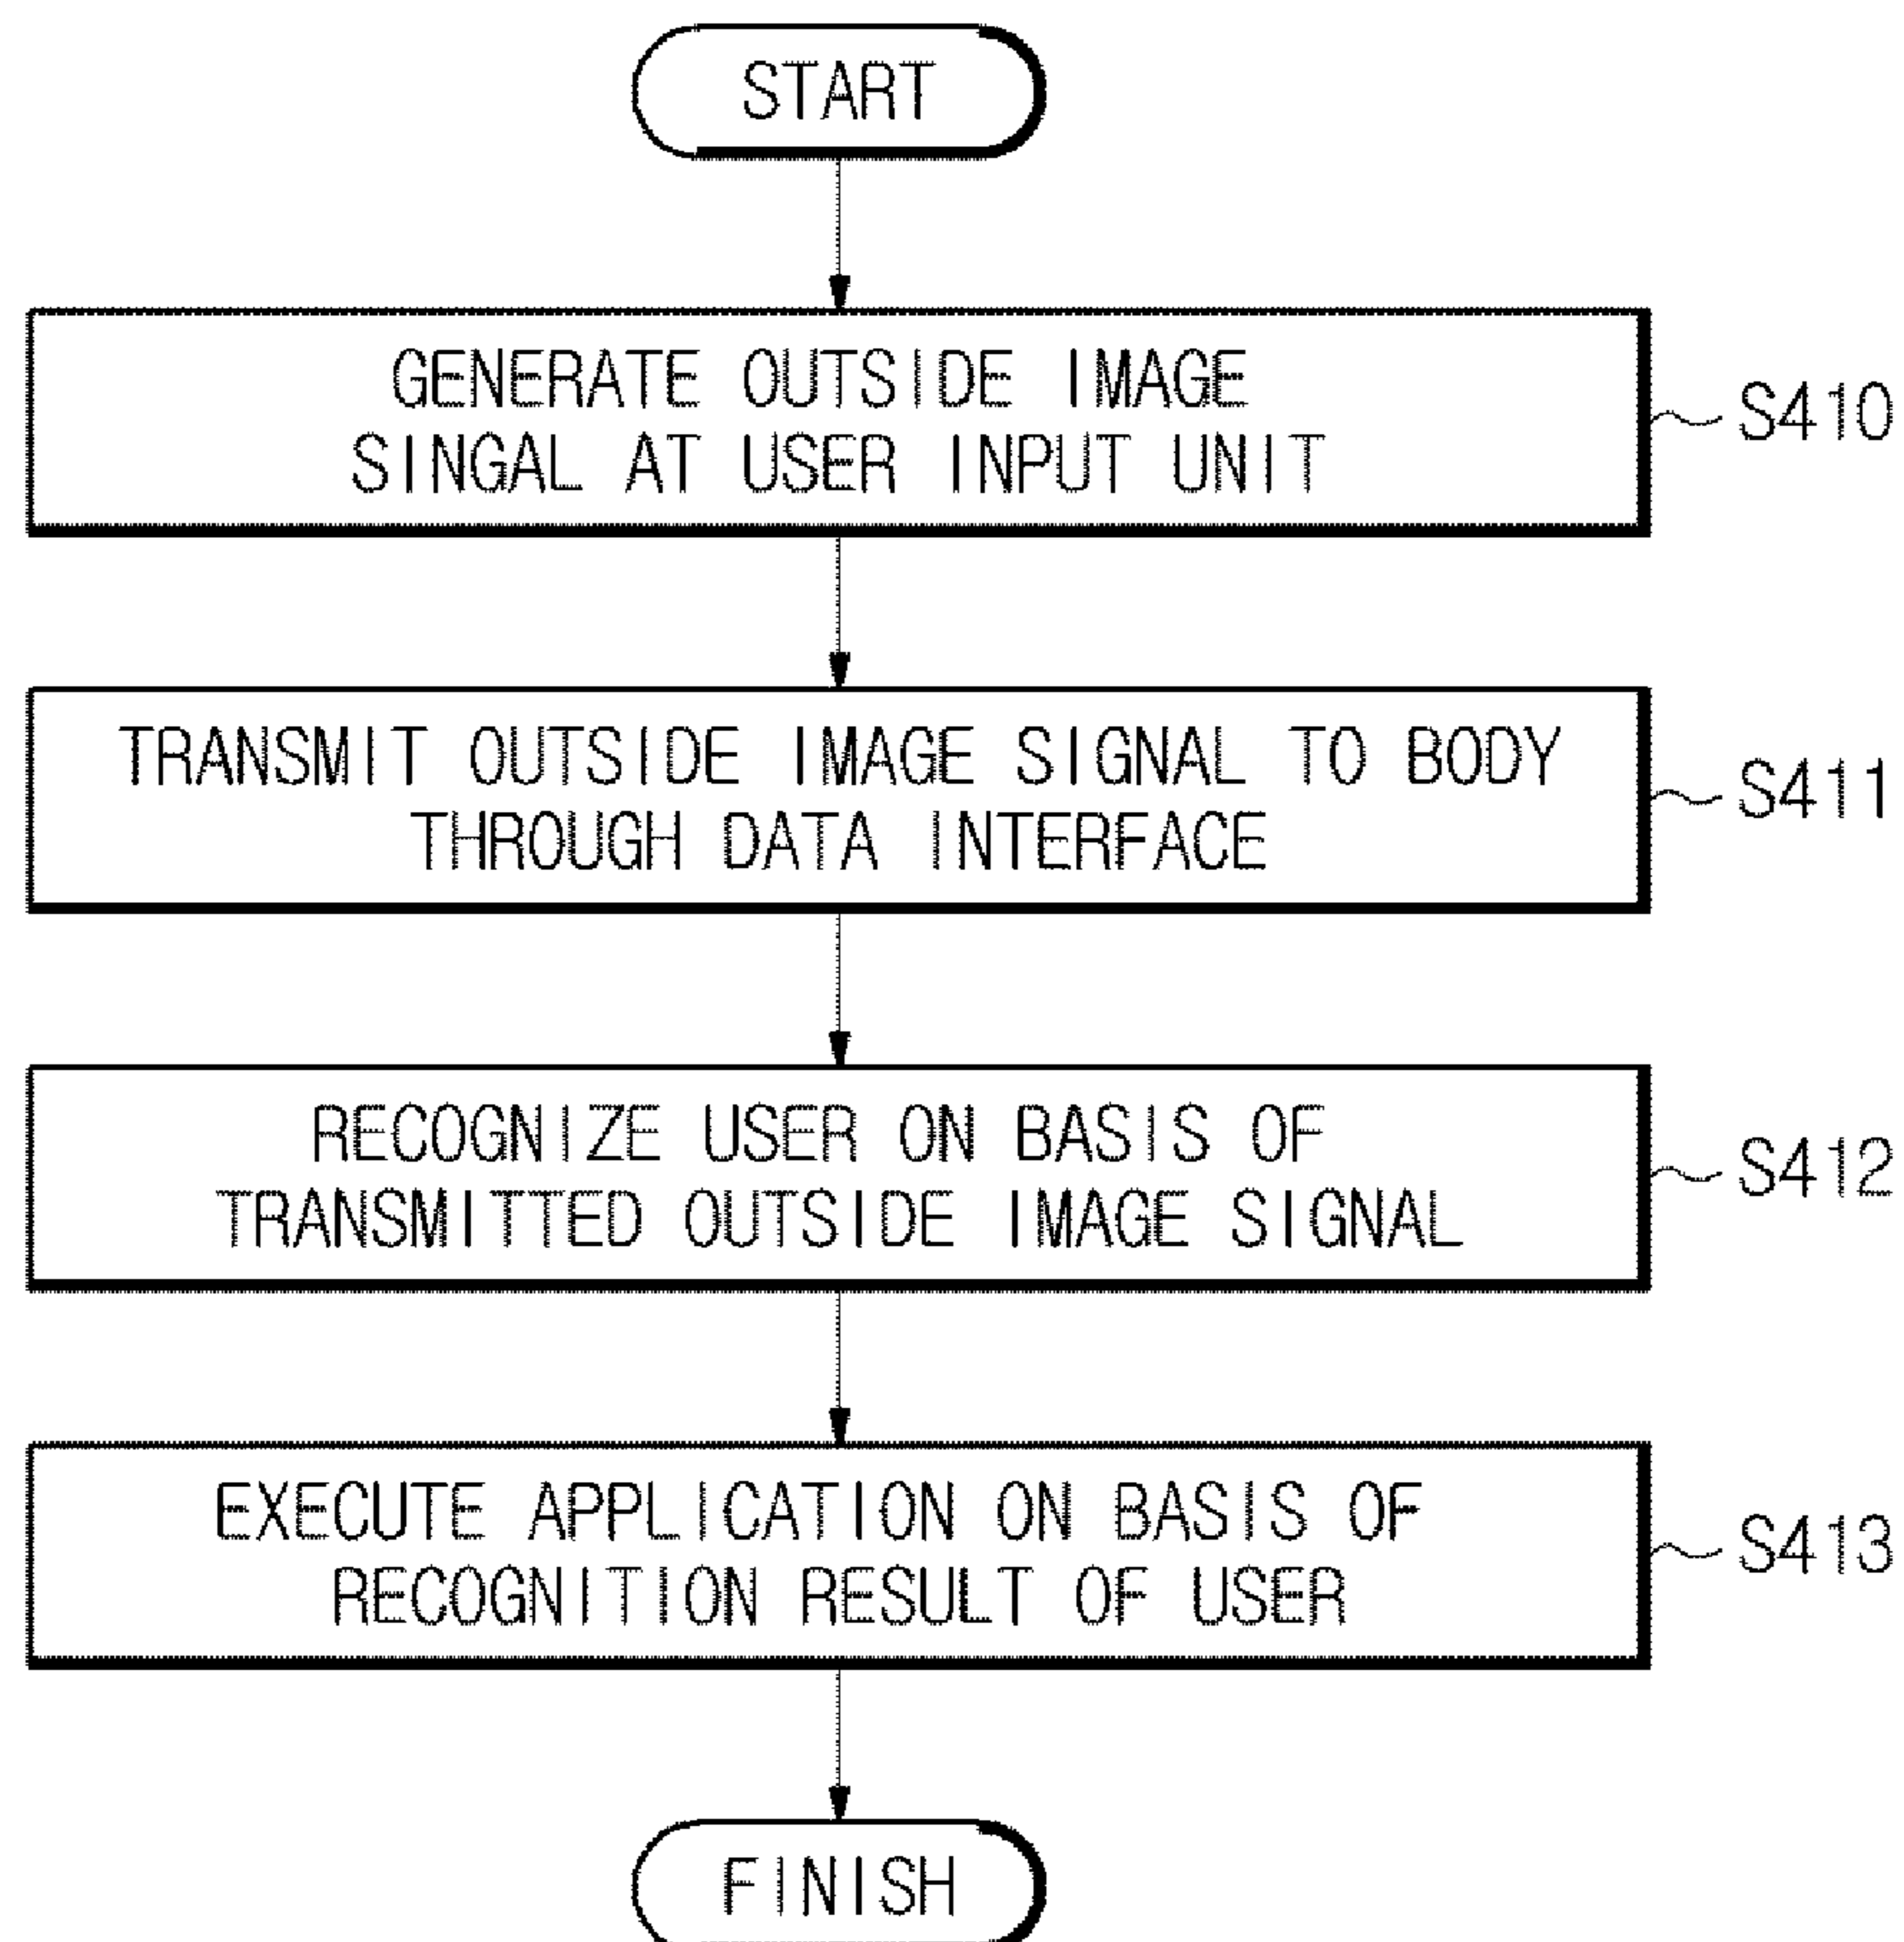 START
GENERATE OUTSIDE IMAGE
SINGAL AT USER INPUT UNIT
S410
TRANSMIT OUTSIDE IMAGE SIGNAL TO BODY
THROUGH DATA INTERFACE
S411
RECOGNIZE USER ON BASIS OF
TRANSMITTED OUTSIDE IMAGE SIGNAL
S412
EXECUTE APPLICATION ON BASIS OF
RECOGNITION RESULT OF USER
S413
FINISH